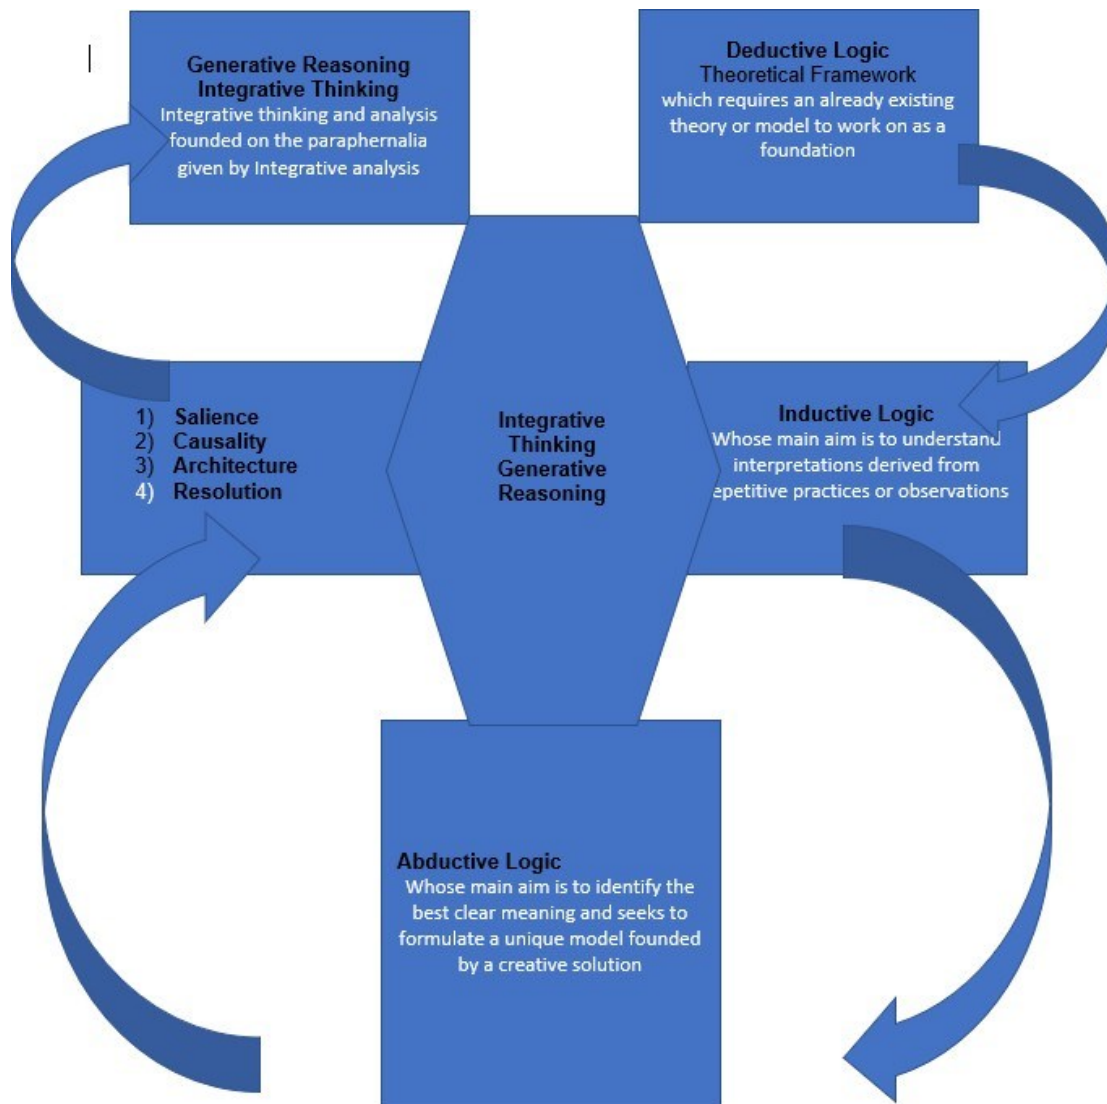 Generative Reasoning
Integrative Thinking
Integrative thinking and analysis
founded on the paraphernalia
given by Integrative analysis
Deductive Logic
Theoretical Framework
which requires an already existing
theory or model to work on as a
foundation
1) Salience
2) Causality
3) Architecture
4) Resolution
Integrative
Thinking
Generative
Reasoning
Inductive Logic
Whose main aim is to understand
interpretations derived from
epetitive practices or observations
Abductive Logic
Whose main aim is to identify the
best clear meaning and seeks to
formulate a unique model founded
by a creative solution